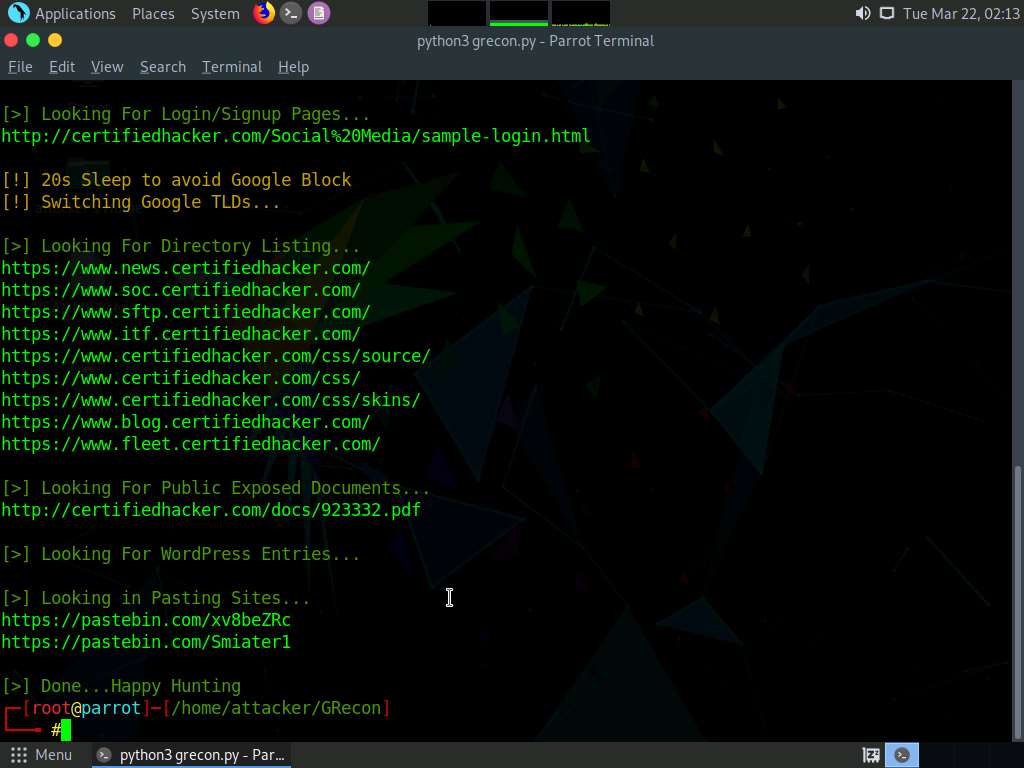 Applications Places System Tue Mar 22, 02:13
python3 grecon.py - Parrot Terminal
File Edit View Search Terminal Help
[>] Looking For Login/Signup Pages...
http://certifiedhacker.com/Social%20Media/sample-login.html
[!] 20s Sleep to avoid Google Block
[!] Switching Google TLDs...
[>] Looking For Directory Listing...
https://www.news.certifiedhacker.com/
https://www.soc.certifiedhacker.com/
https://www.sftp.certifiedhacker.com/
https://www.itf.certifiedhacker.com/
https://www.certifiedhacker.com/css/source/
https://www.certifiedhacker.com/css/
https://www.certifiedhacker.com/css/skins/
https://www.blog.certifiedhacker.com/
https://www.fleet.certifiedhacker.com/
[>] Looking For Public Exposed Documents...
http://certifiedhacker.com/docs/923332.pdf
[>] Looking For WordPress Entries...
[>] Looking in Pasting Sites...
https://pastebin.com/xv8beZRc
https://pastebin.com/Smiater1
[>] Done...Happy Hunting
┌─[root@parrot]─[/home/attacker/GRecon]
└──╼ #
Menu python3 grecon.py - Par...